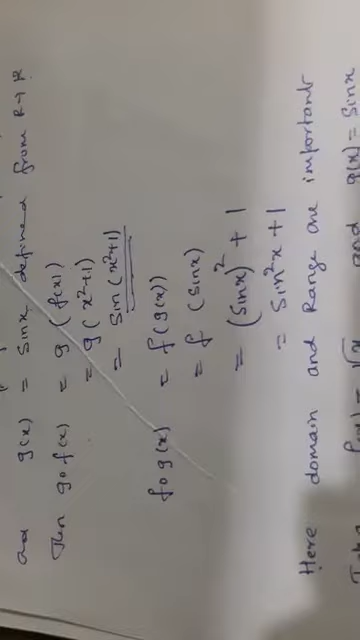 and g(x) = Sinx defined from R→R
Then gof(x) = g(f(x))
= g(x²+1)
= Sin(x²+1)
fog(x) = f(g(x))
= f (Sinx)
= (Sinx)² + 1
= Sin²x + 1
Here domain and Range are important
f(x) = √x and g(x) = Sinx